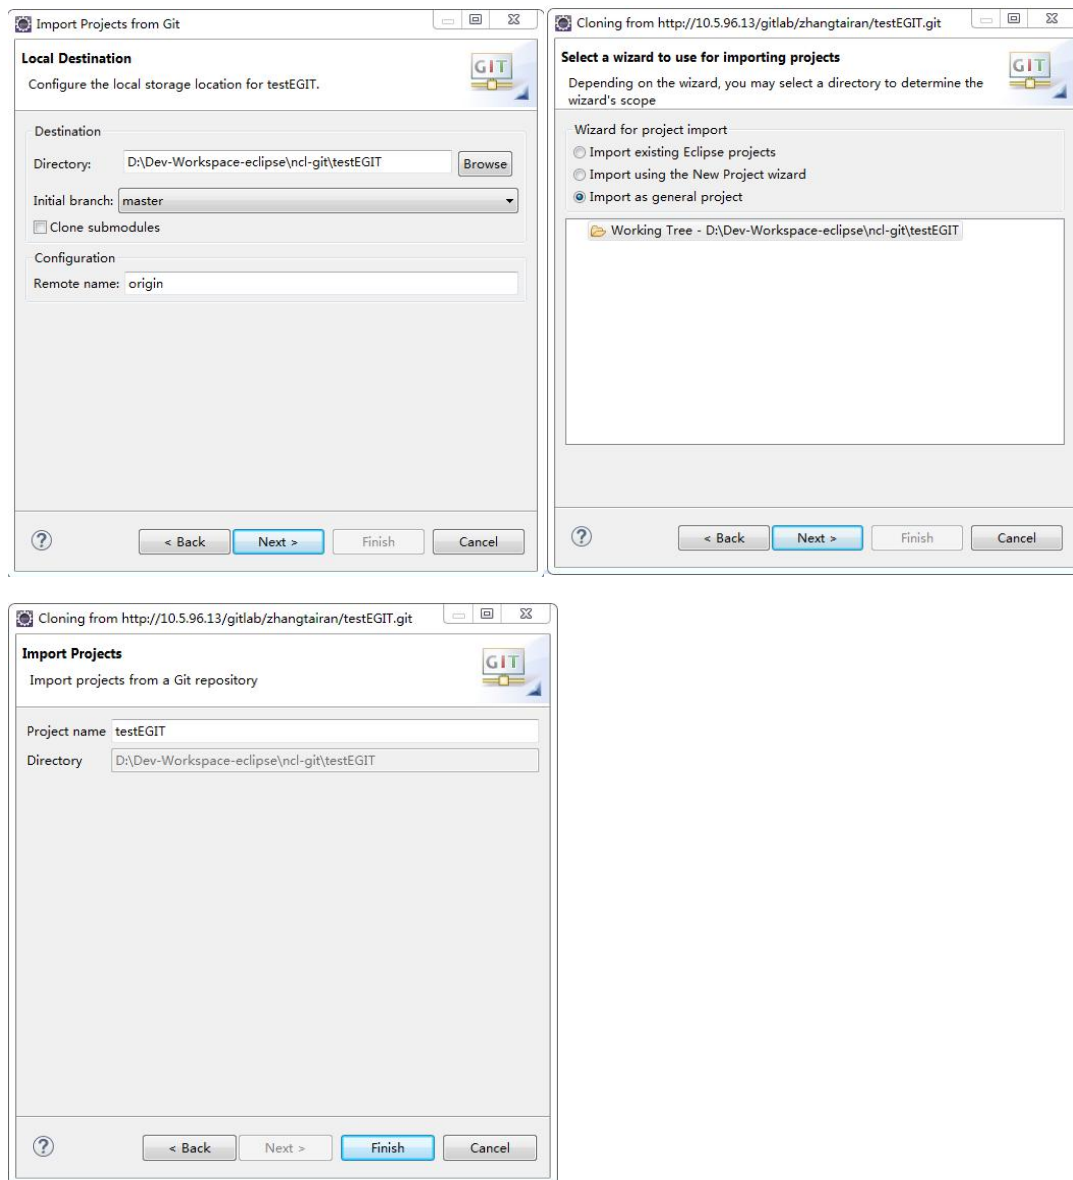 Import Projects from Git
Local Destination
Configure the local storage location for testEGIT.
GIT
Destination
Directory: D:\Dev-Workspace-eclipse\ncl-git\testEGIT Browse
Initial branch: master
Clone submodules
Configuration
Remote name: origin
? < Back Next > Finish Cancel
Cloning from http://10.5.96.13/gitlab/zhangtairan/testEGIT.git
Select a wizard to use for importing projects
Depending on the wizard, you may select a directory to determine the
wizard's scope
GIT
Wizard for project import
Import existing Eclipse projects
Import using the New Project wizard
Import as general project
Working Tree - D:\Dev-Workspace-eclipse\ncl-git\testEGIT
? < Back Next > Finish Cancel
Cloning from http://10.5.96.13/gitlab/zhangtairan/testEGIT.git
Import Projects
Import projects from a Git repository
GIT
Project name testEGIT
Directory D:\Dev-Workspace-eclipse\ncl-git\testEGIT
? < Back Next > Finish Cancel